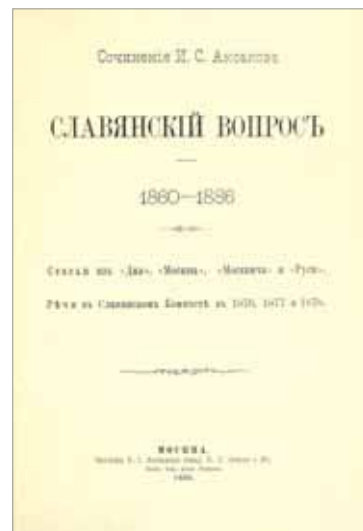 Сочиненія И. С. Аксакова
СЛАВЯНСКІЙ ВОПРОСЪ
1860—1886
Статьи изъ «Дня», «Москвы», «Москвича» и «Руси».
Рѣчи въ Славянскомъ Комитетѣ въ 1876, 1877 и 1878.
МОСКВА.